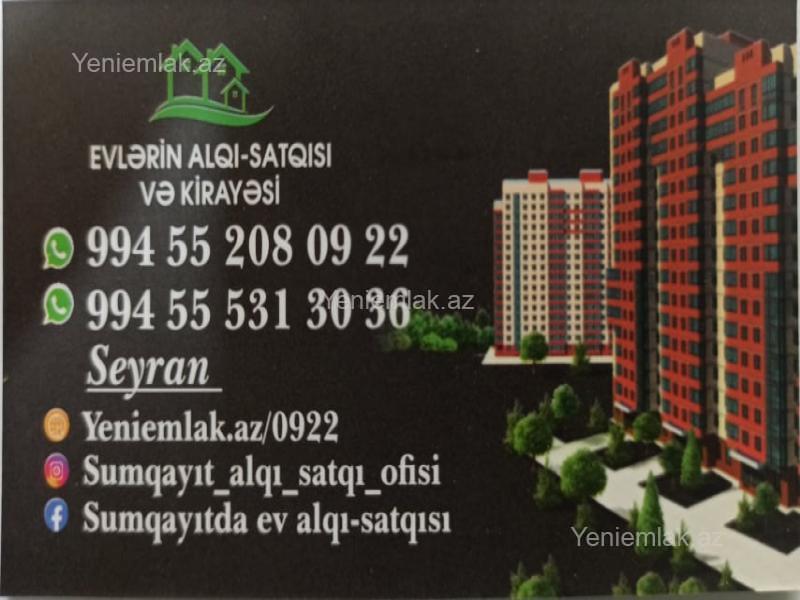 Yeniemlak.az
EVLƏRİN ALQI-SATQISI
VƏ KİRAYƏSİ
994 55 208 09 22
994 55 531 30 36
Yeniemlak.az
Seyran
Yeniemlak.az/0922
Sumqayıt_alqı_satqı_ofisi
Sumqayıtda ev alqı-satqısı
Yeniemlak.az